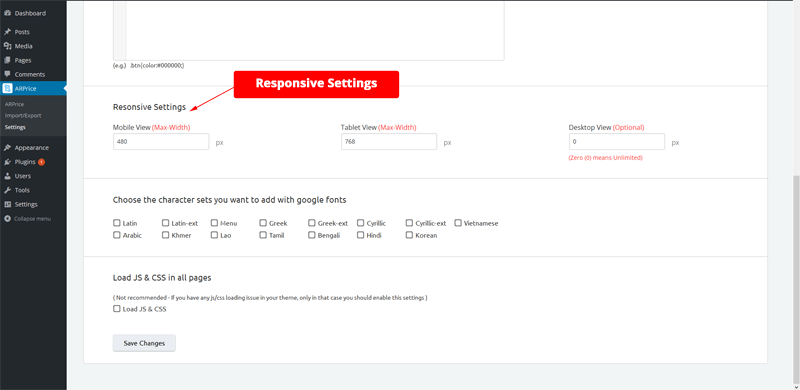 Dashboard
Posts
Media
Pages
Comments
ARPrice
ARPrice
Import/Export
Settings
Appearance
Plugins 1
Users
Tools
Settings
Collapse menu
(e.g.) .btn{color:#000000;}
Responsive Settings
Resonsive Settings
Mobile View (Max-Width)
Tablet View (Max-Width)
Desktop View (Optional)
480 px
768 px
0 px
(Zero (0) means Unlimited)
Choose the character sets you want to add with google fonts
Latin Latin-ext Menu Greek Greek-ext Cyrillic Cyrillic-ext Vietnamese
Arabic Khmer Lao Tamil Bengali Hindi Korean
Load JS & CSS in all pages
( Not recommended - If you have any js/css loading issue in your theme, only in that case you should enable this settings )
Load JS & CSS
Save Changes